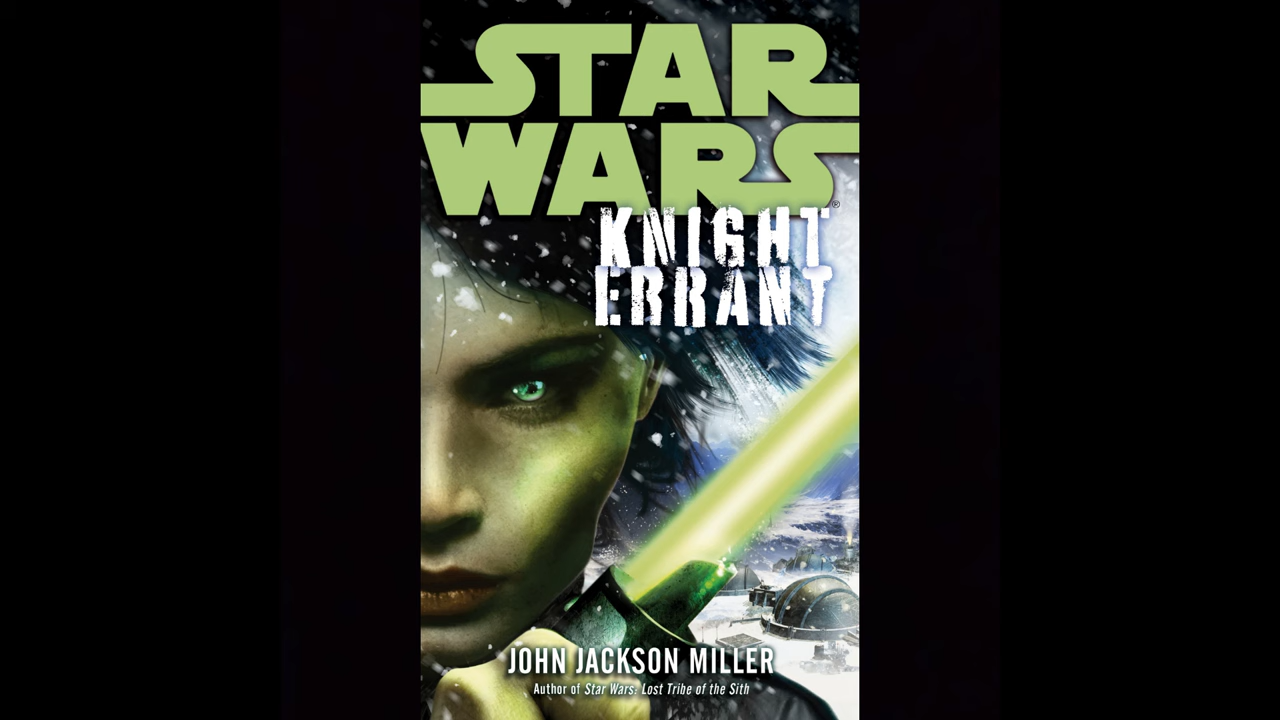 STAR
WARS®
KNIGHT
ERRANT
JOHN JACKSON MILLER
Author of Star Wars: Lost Tribe of the Sith